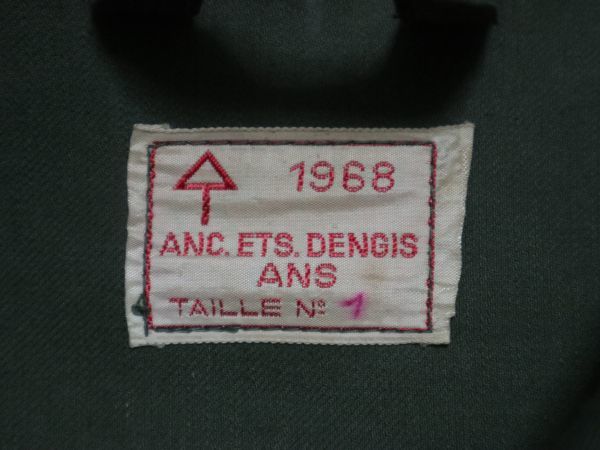 1968
ANC. ETS. DENGIS
ANS
TAILLE Nº 1